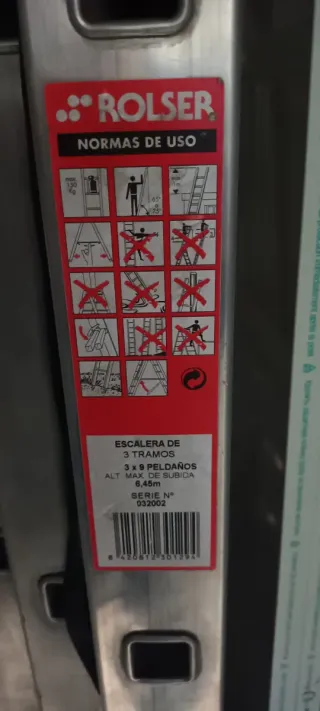 ROLSER
NORMAS DE USO
ESCALERA DE
3 TRAMOS
3 x 9 PELDAÑOS
ALT. MAX. DE SUBIDA
6,45m
SERIE Nº
932002